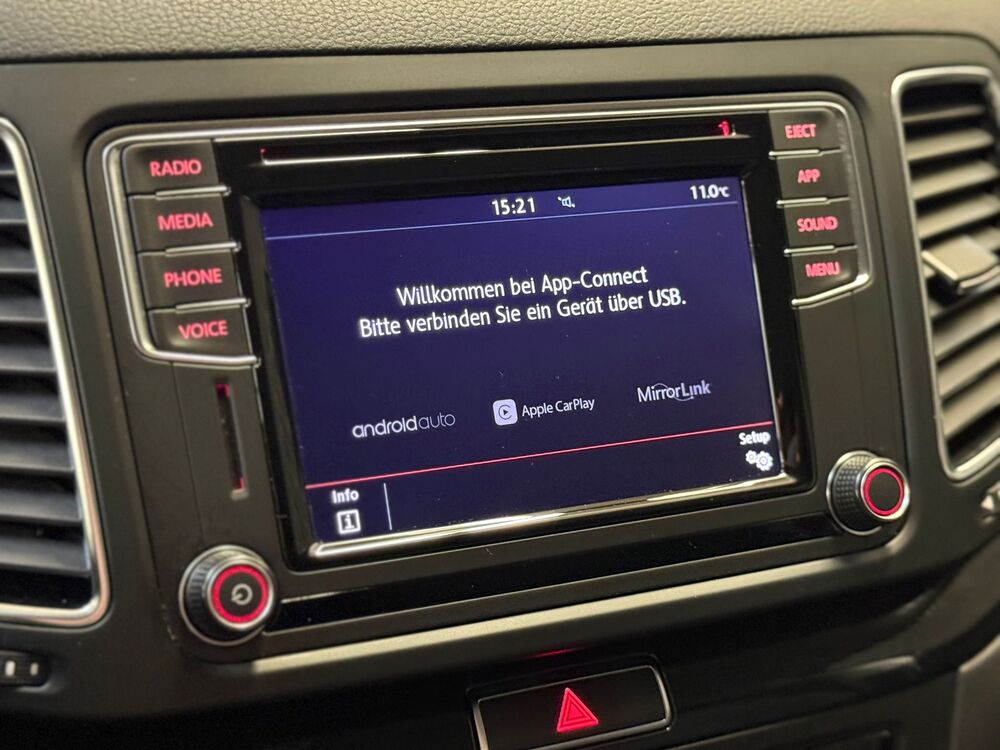 RADIO
MEDIA
PHONE
VOICE
EJECT
APP
SOUND
MENU
15:21
11.0°C
Willkommen bei App-Connect
Bitte verbinden Sie ein Gerät über USB.
androidauto
Apple CarPlay
MirrorLink
Setup
Info
i